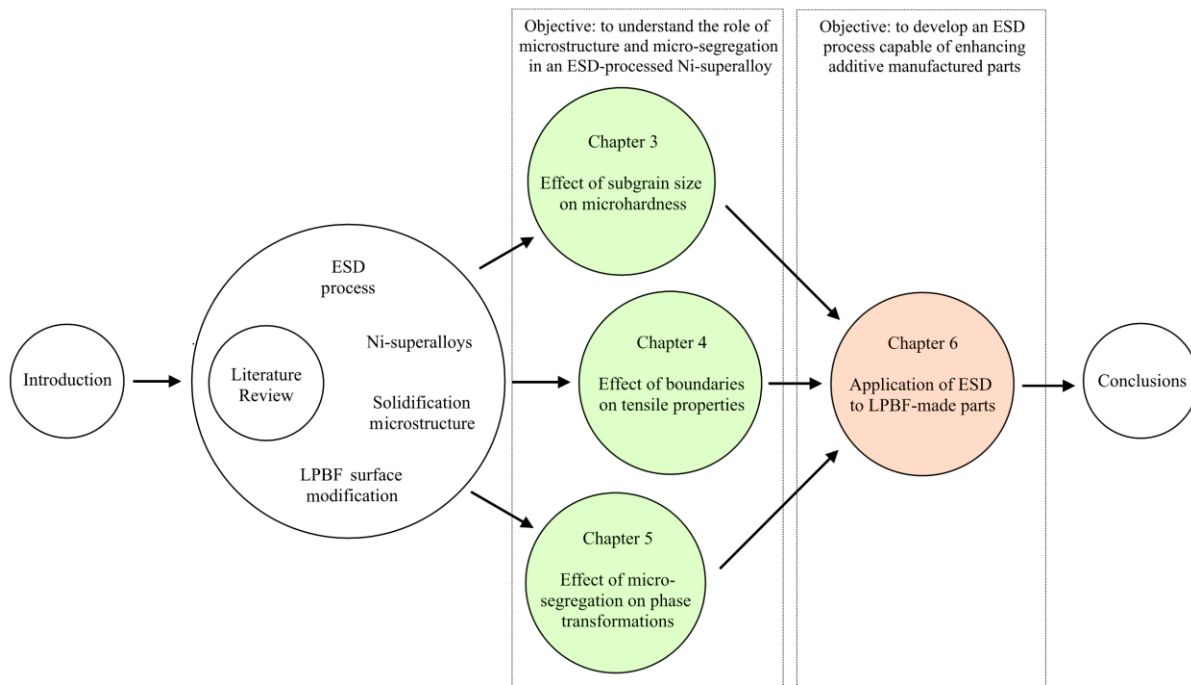 Objective: to understand the role of
microstructure and micro-segregation
in an ESD-processed Ni-superalloy
Objective: to develop an ESD
process capable of enhancing
additive manufactured parts
Introduction
Literature
Review
ESD
process
Ni-superalloys
Solidification
microstructure
LPBF surface
modification
Chapter 3
Effect of subgrain size
on microhardness
Chapter 4
Effect of boundaries
on tensile properties
Chapter 5
Effect of micro-
segregation on phase
transformations
Chapter 6
Application of ESD
to LPBF-made parts
Conclusions